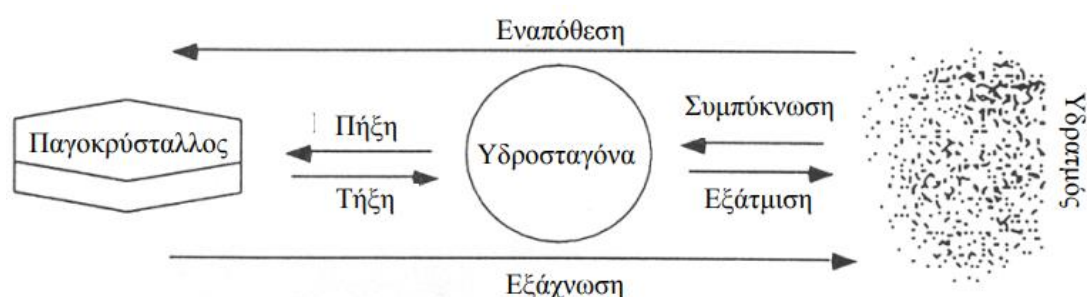 Εναπόθεση
Συμπύκνωση
Πήξη
Παγοκρύσταλλος
Υδροσταγόνα
Υδρατμός
Τήξη
Εξάτμιση
Εξάχνωση